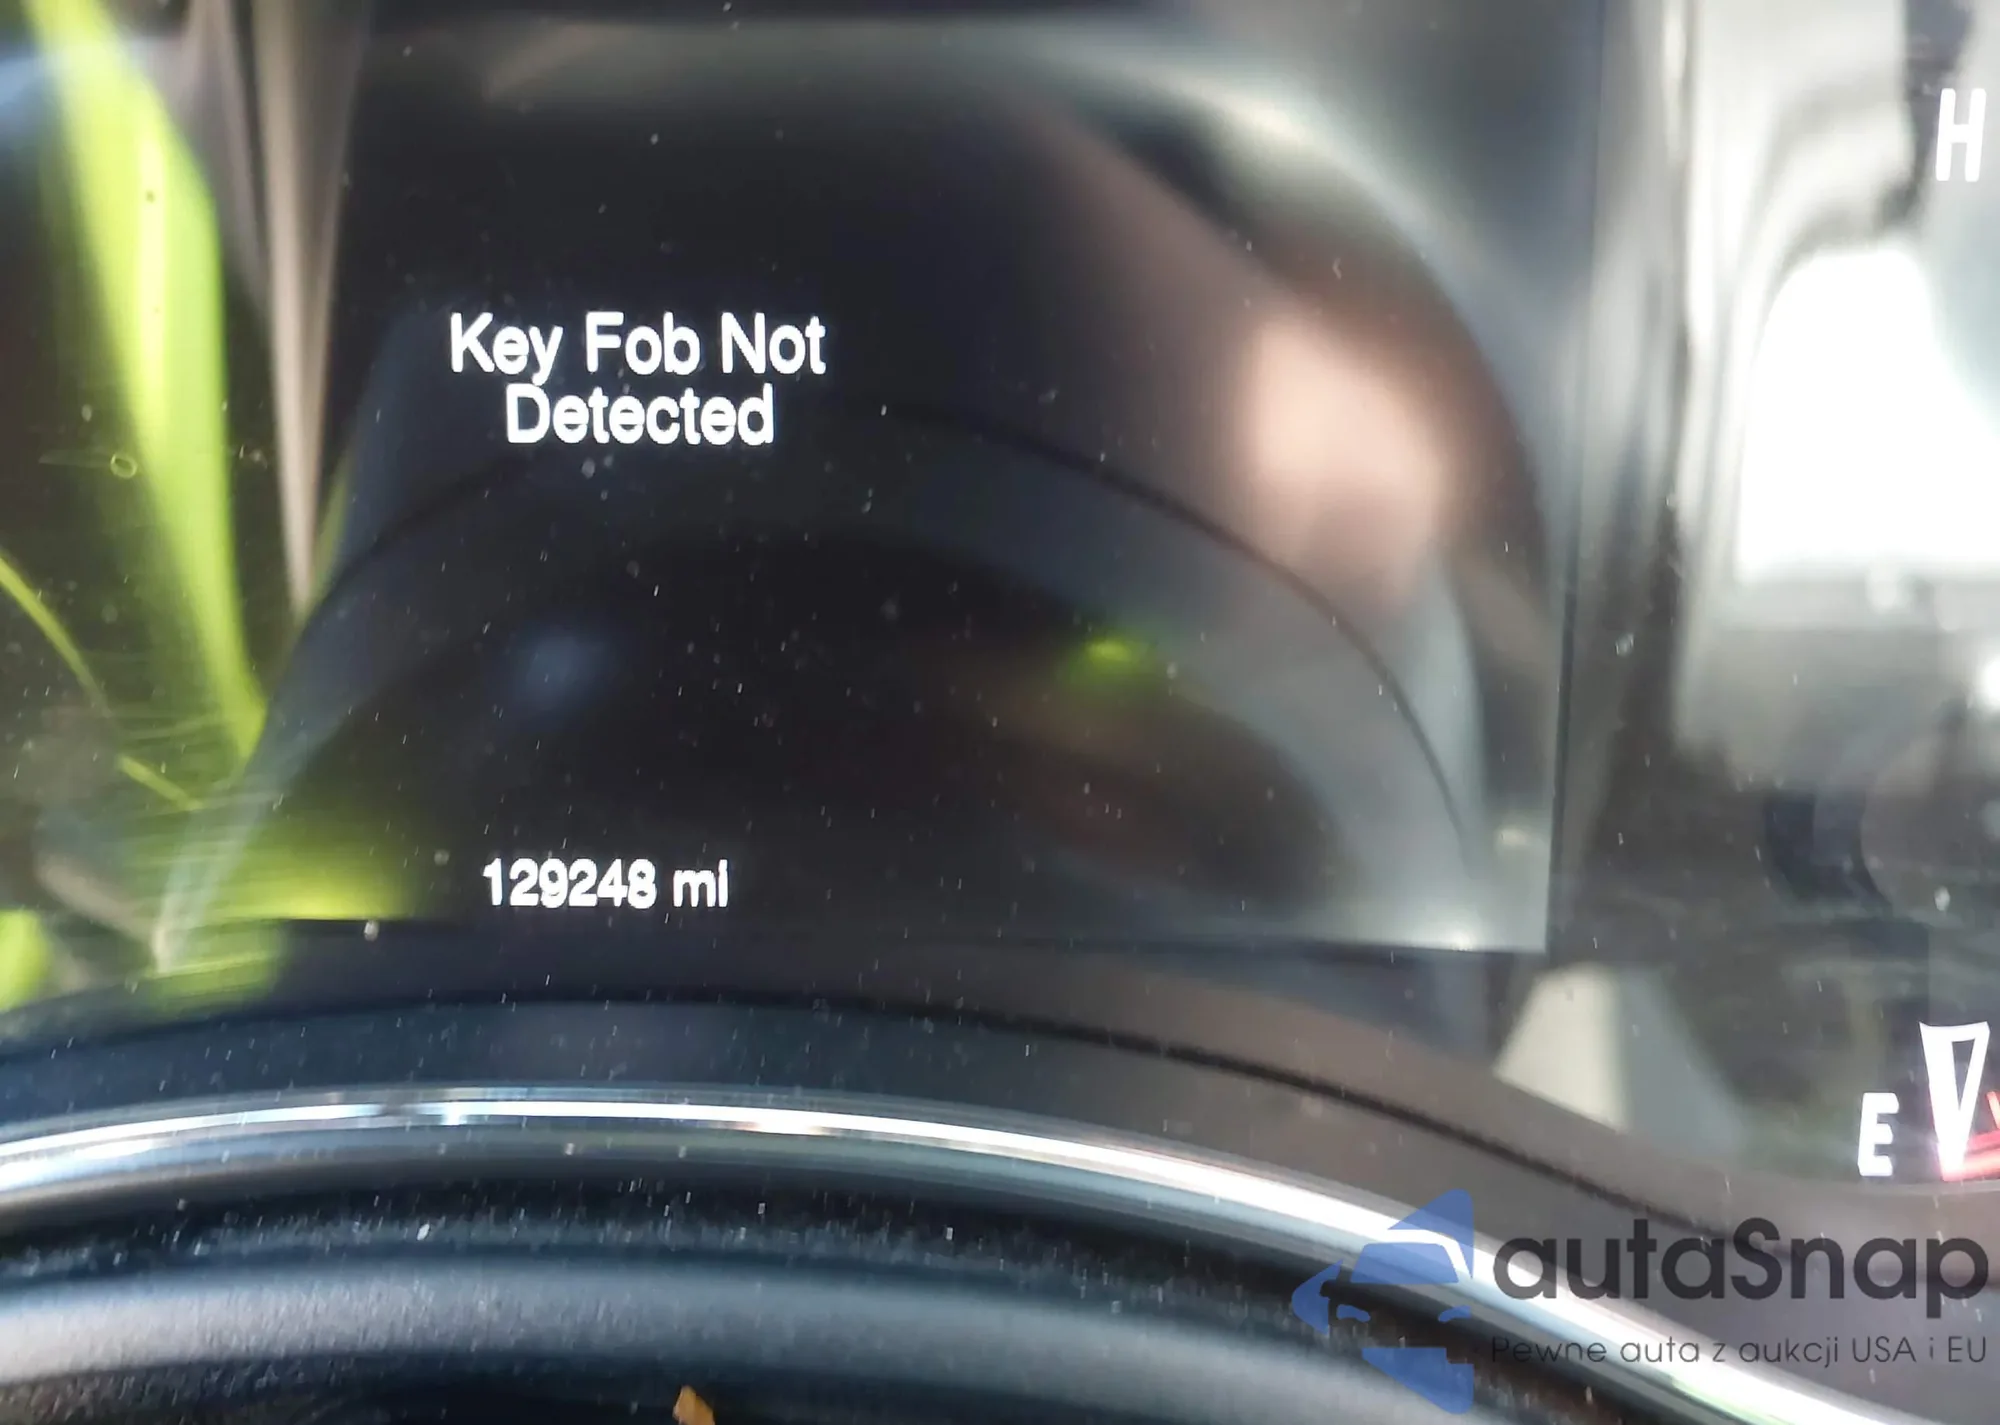 H
Key Fob Not
Detected
129248 mi
E
autaSnap
Pewne auta z aukcji USA i EU